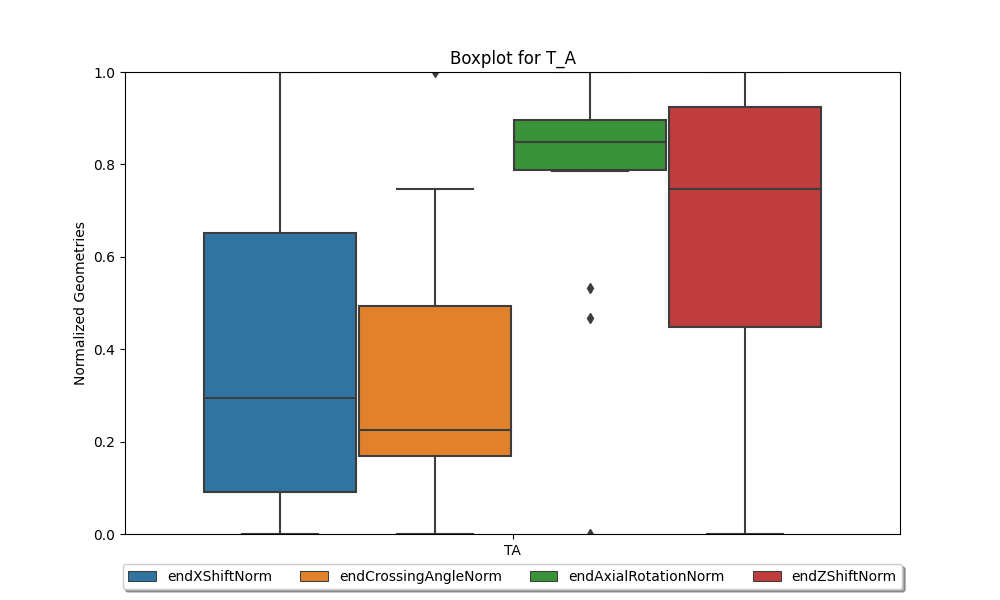 Boxplot for T_A
1.0
0.8
0.6
0.4
0.2
0.0
Normalized Geometries
TA
endXShiftNorm endCrossingAngleNorm endAxialRotationNorm endZShiftNorm